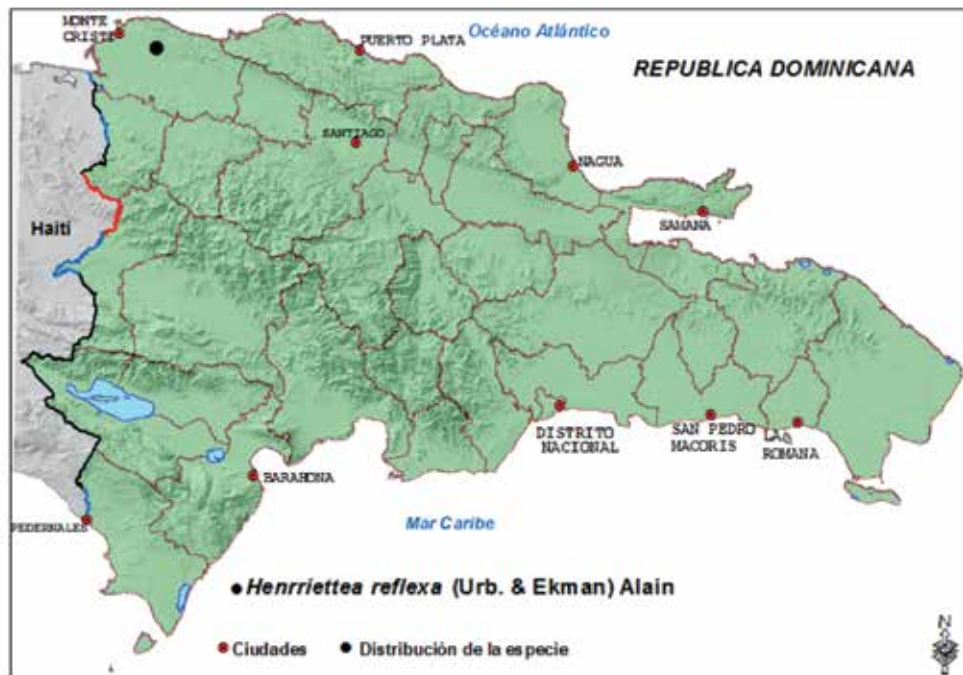 MONTE
CRISTI
PUERTO PLATA
Océano Atlántico
REPUBLICA DOMINICANA
SANTIAGO
NAGUA
SAMANA
Haití
DISTRITO
NACIONAL
SAN PEDRO
MACORIS
LA
ROMANA
BARAHONA
PEDERNALES
Mar Caribe
Henrriettea reflexa (Urb. & Ekman) Alain
Ciudades
Distribución de la especie
N